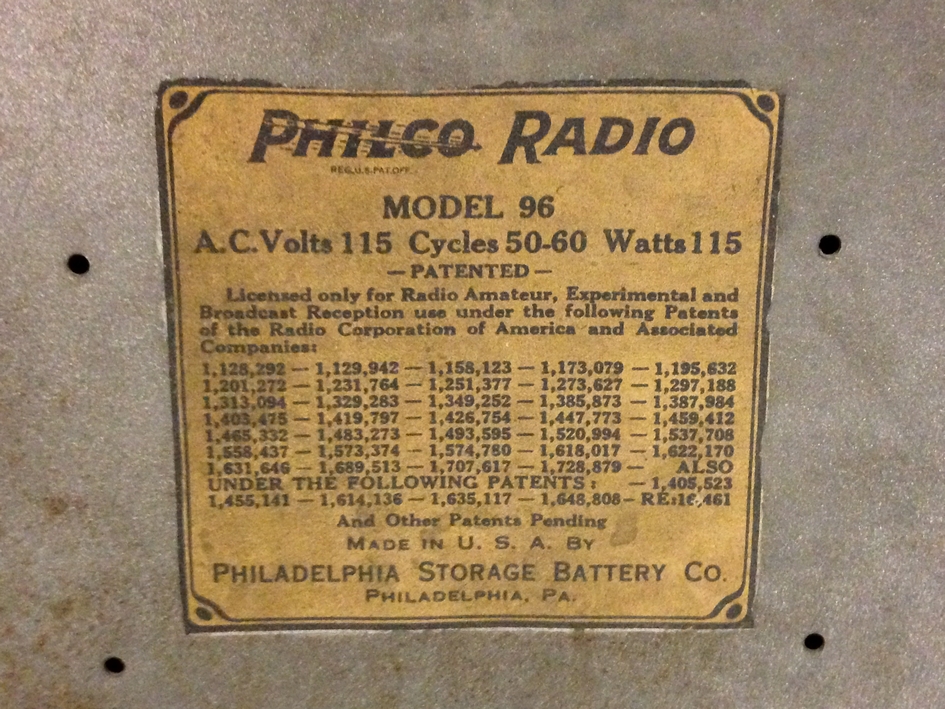 PHILCO RADIO
REG.U.S.PAT.OFF.
MODEL 96
A.C.Volts 115 Cycles 50-60 Watts 115
—PATENTED—
Licensed only for Radio Amateur, Experimental and
Broadcast Reception use under the following Patents
of the Radio Corporation of America and Associated
Companies:
1,128,292 — 1,129,942 — 1,158,123 — 1,173,079 — 1,195,632
1,201,272 — 1,231,764 — 1,251,377 — 1,273,627 — 1,297,188
1,313,094 — 1,329,283 — 1,349,252 — 1,385,873 — 1,387,984
1,403,475 — 1,419,797 — 1,426,754 — 1,447,773 — 1,459,412
1,465,332 — 1,483,273 — 1,493,595 — 1,520,994 — 1,537,708
1,558,437 — 1,573,374 — 1,574,780 — 1,618,017 — 1,622,170
1,631,646 — 1,689,513 — 1,707,617 — 1,728,879 — ALSO
UNDER THE FOLLOWING PATENTS: — 1,405,523
1,455,141 — 1,614,136 — 1,635,117 — 1,648,808 —
And Other Patents Pending
MADE IN U. S. A. BY
PHILADELPHIA STORAGE BATTERY CO.
PHILADELPHIA, PA.